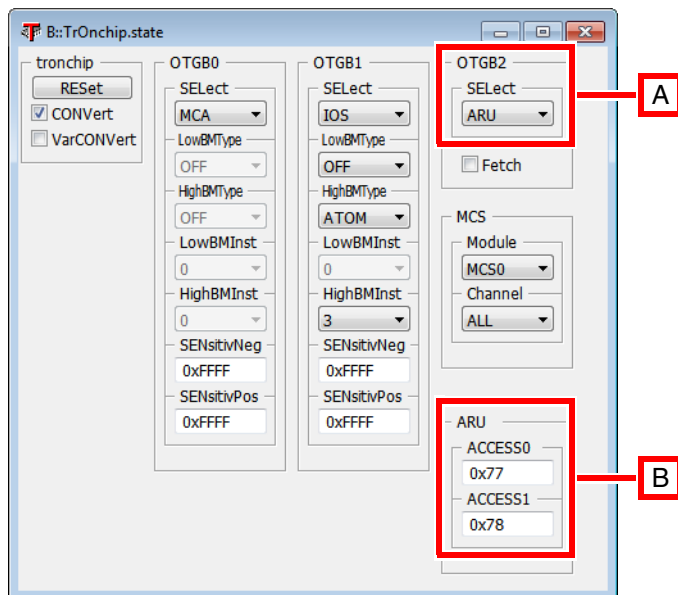 B::TrOnchip.state
tronchip
RESet
CONVert
VarCONVert
OTGB0
SELect
MCA
LowBMType
OFF
HighBMType
OFF
LowBMInst
0
HighBMInst
0
SENsitivNeg
0xFFFF
SENsitivPos
0xFFFF
OTGB1
SELect
IOS
LowBMType
OFF
HighBMType
ATOM
LowBMInst
0
HighBMInst
3
SENsitivNeg
0xFFFF
SENsitivPos
0xFFFF
OTGB2
SELect
ARU
A
Fetch
MCS
Module
MCS0
Channel
ALL
ARU
ACCESS0
0x77
ACCESS1
0x78
B